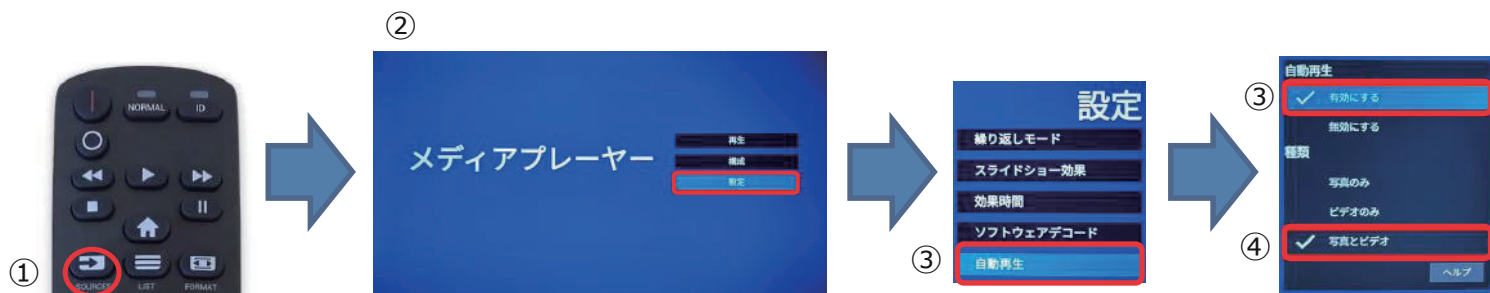 ①
NORMAL
ID
SOURCES
LIST
FORMAT
②
メディアプレーヤー
再生
構成
設定
設定
繰り返しモード
スライドショー効果
効果時間
ソフトウェアデコード
③
自動再生
自動再生
③
有効にする
無効にする
種類
写真のみ
ビデオのみ
④
写真とビデオ
ヘルプ